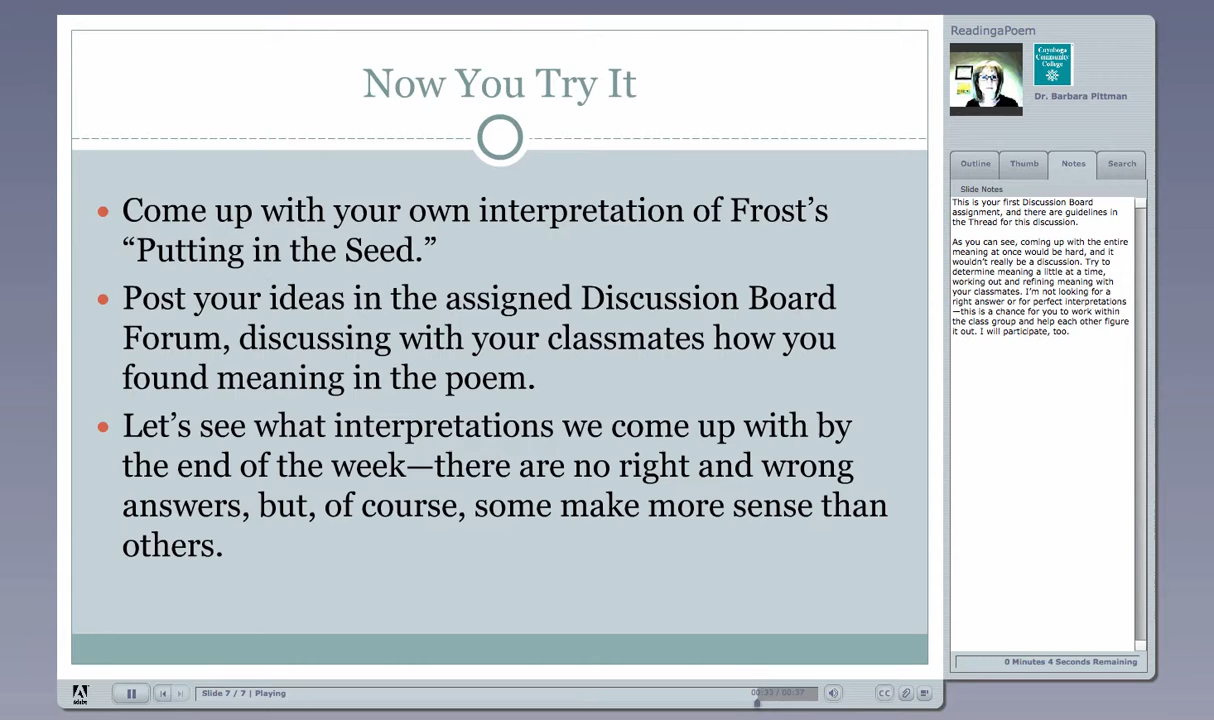 Now You Try It
Come up with your own interpretation of Frost’s
“Putting in the Seed.”
Post your ideas in the assigned Discussion Board
Forum, discussing with your classmates how you
found meaning in the poem.
Let’s see what interpretations we come up with by
the end of the week—there are no right and wrong
answers, but, of course, some make more sense than
others.
ReadingaPoem
Cuyahoga
Community
College
Dr. Barbara Pittman
Outline Thumb Notes Search
Slide Notes
This is your first Discussion Board
assignment, and there are guidelines in
the Thread for this discussion.
As you can see, coming up with the entire
meaning at once would be hard, and it
wouldn’t really be a discussion. Try to
determine meaning a little at a time,
working out and refining meaning with
your classmates. I’m not looking for a
right answer or for perfect interpretations
—this is a chance for you to work within
the class group and help each other figure
it out. I will participate, too.
0 Minutes 4 Seconds Remaining
Adobe
Slide 7 / 7 | Playing
00:33 / 00:37
CC